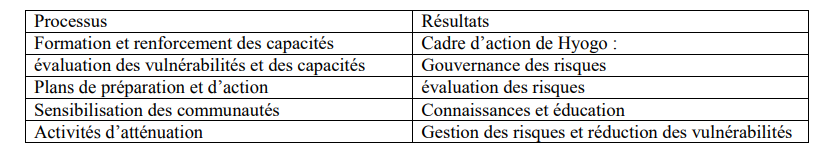 Processus Résultats
Formation et renforcement des capacités Cadre d'action de Hyogo :
évaluation des vulnérabilités et des capacités Gouvernance des risques
Plans de préparation et d'action évaluation des risques
Sensibilisation des communautés Connaissances et éducation
Activités d'atténuation Gestion des risques et réduction des vulnérabilités